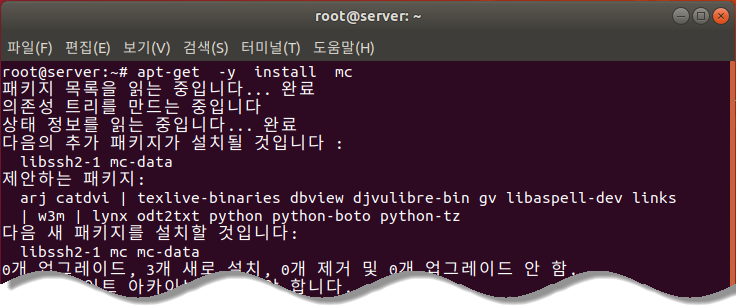 root@server: ~
파일(F) 편집(E) 보기(V) 검색(S) 터미널(T) 도움말(H)
root@server:~# apt-get -y install mc
패키지 목록을 읽는 중입니다... 완료
의존성 트리를 만드는 중입니다
상태 정보를 읽는 중입니다... 완료
다음의 추가 패키지가 설치될 것입니다 :
libssh2-1 mc-data
제안하는 패키지:
arj catdvi | texlive-binaries dbview djvulibre-bin gv libaspell-dev links
| w3m | lynx odt2txt python python-boto python-tz
다음 새 패키지를 설치할 것입니다:
libssh2-1 mc mc-data
0개 업그레이드, 3개 새로 설치, 0개 제거 및 0개 업그레이드 안 함.
합니다.